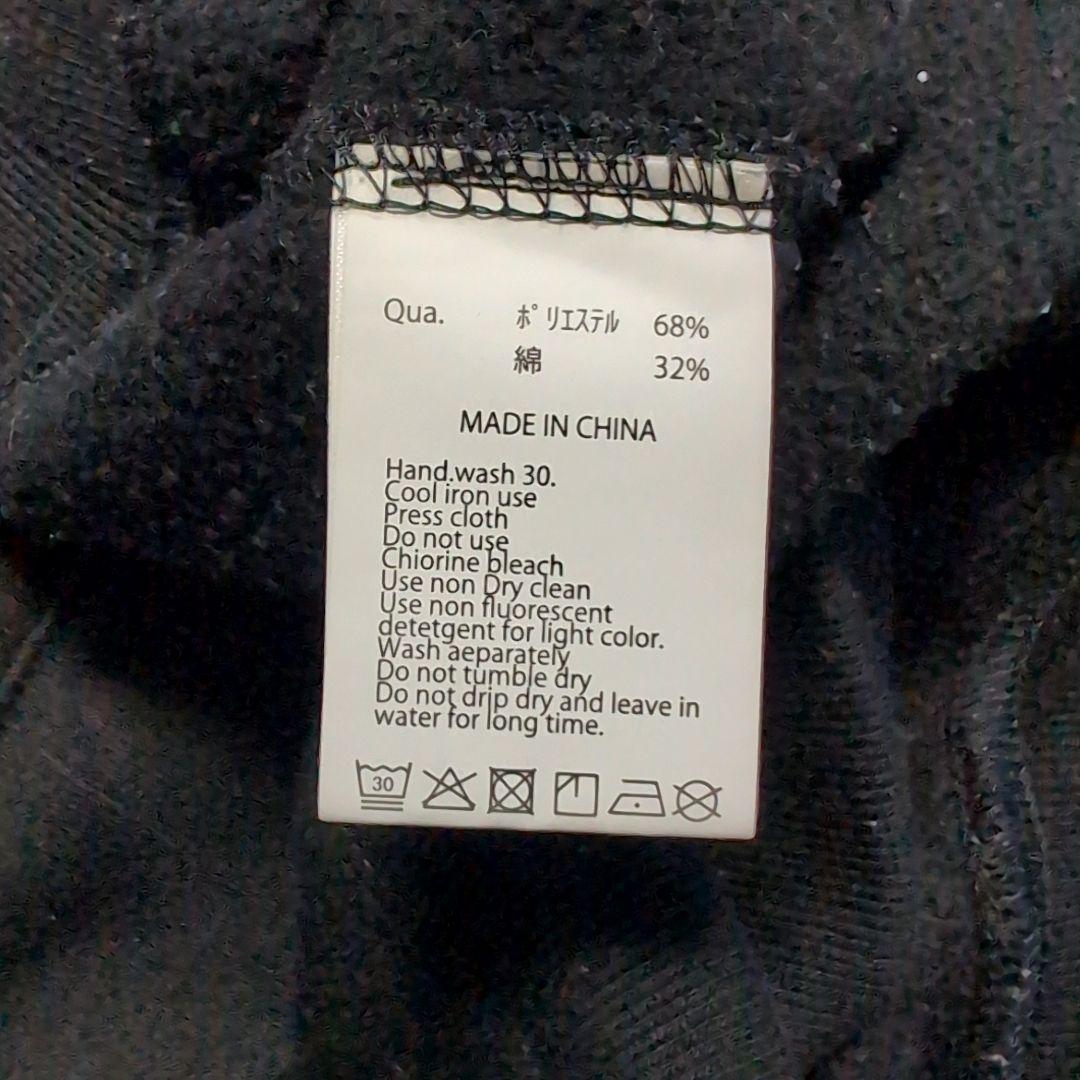 Qua. ﾎﾟﾘｴｽﾃﾙ 68%
綿 32%
MADE IN CHINA
Hand.wash 30.
Cool iron use
Press cloth
Do not use
Chiorine bleach
Use non Dry clean
Use non fluorescent
detetgent for light color.
Wash aeparately
Do not tumble dry
Do not drip dry and leave in
water for long time.
30